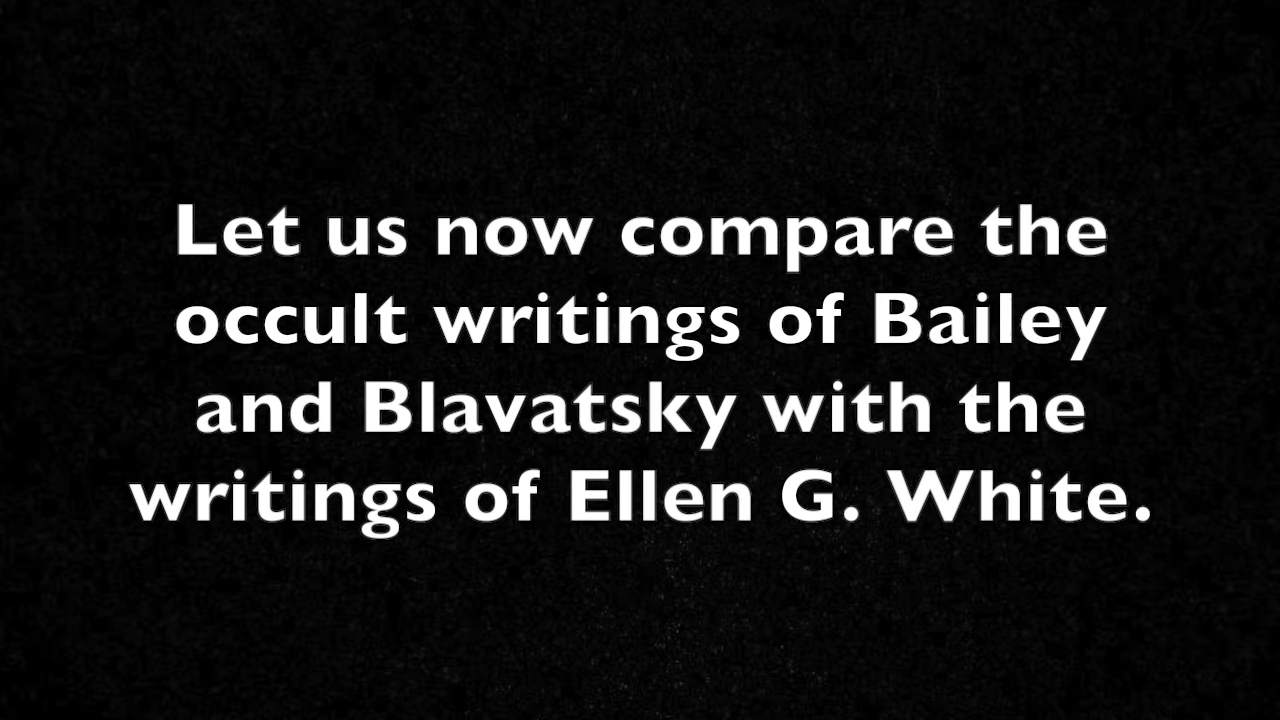 Let us now compare the
occult writings of Bailey
and Blavatsky with the
writings of Ellen G. White.